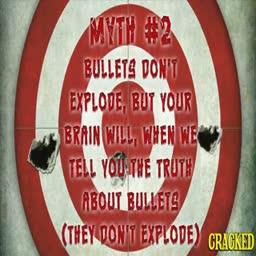 MYTH #2
BULLETS DON'T
EXPLODE, BUT YOUR
BRAIN WILL, WHEN WE
TELL YOU THE TRUTH
ABOUT BULLETS
(THEY DON'T EXPLODE)
CRACKED